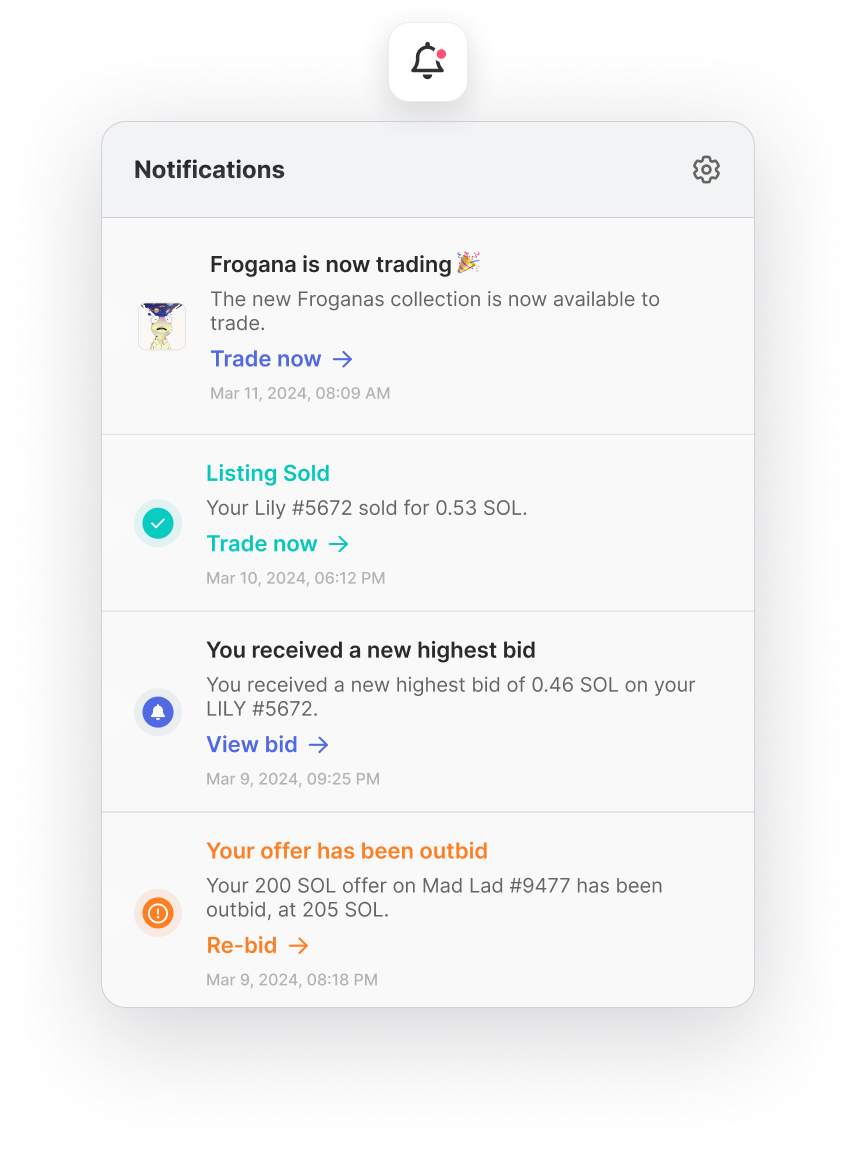 Notifications
Frogana is now trading 🎉
The new Froganas collection is now available to
trade.
Trade now →
Mar 11, 2024, 08:09 AM
Listing Sold
Your Lily #5672 sold for 0.53 SOL.
Trade now →
Mar 10, 2024, 06:12 PM
You received a new highest bid
You received a new highest bid of 0.46 SOL on your
LILY #5672.
View bid →
Mar 9, 2024, 09:25 PM
Your offer has been outbid
Your 200 SOL offer on Mad Lad #9477 has been
outbid, at 205 SOL.
Re-bid →
Mar 9, 2024, 08:18 PM